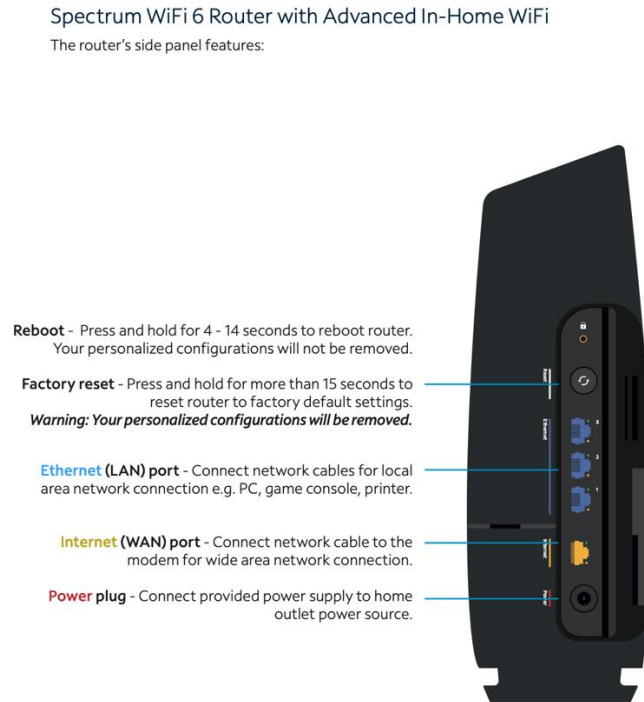 Spectrum WiFi 6 Router with Advanced In-Home WiFi
The router's side panel features:
Reboot - Press and hold for 4 - 14 seconds to reboot router.
Your personalized configurations will not be removed.
Factory reset - Press and hold for more than 15 seconds to
reset router to factory default settings.
Warning: Your personalized configurations will be removed.
Ethernet (LAN) port - Connect network cables for local
area network connection e.g. PC, game console, printer.
Internet (WAN) port - Connect network cable to the
modem for wide area network connection.
Power plug - Connect provided power supply to home
outlet power source.
Reset
Ethernet
3
2
1
Internet
Power